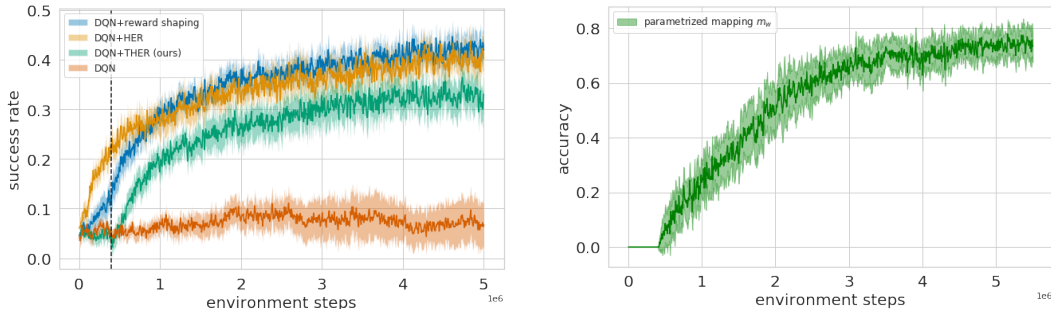 DQN+reward shaping
DQN+HER
DQN+THER (ours)
DQN
success rate
0.5
0.4
0.3
0.2
0.1
0.0
0 1 2 3 4 5
environment steps
1e6
parametrized mapping m_w
accuracy
0.8
0.6
0.4
0.2
0.0
0 1 2 3 4 5
environment steps
1e6